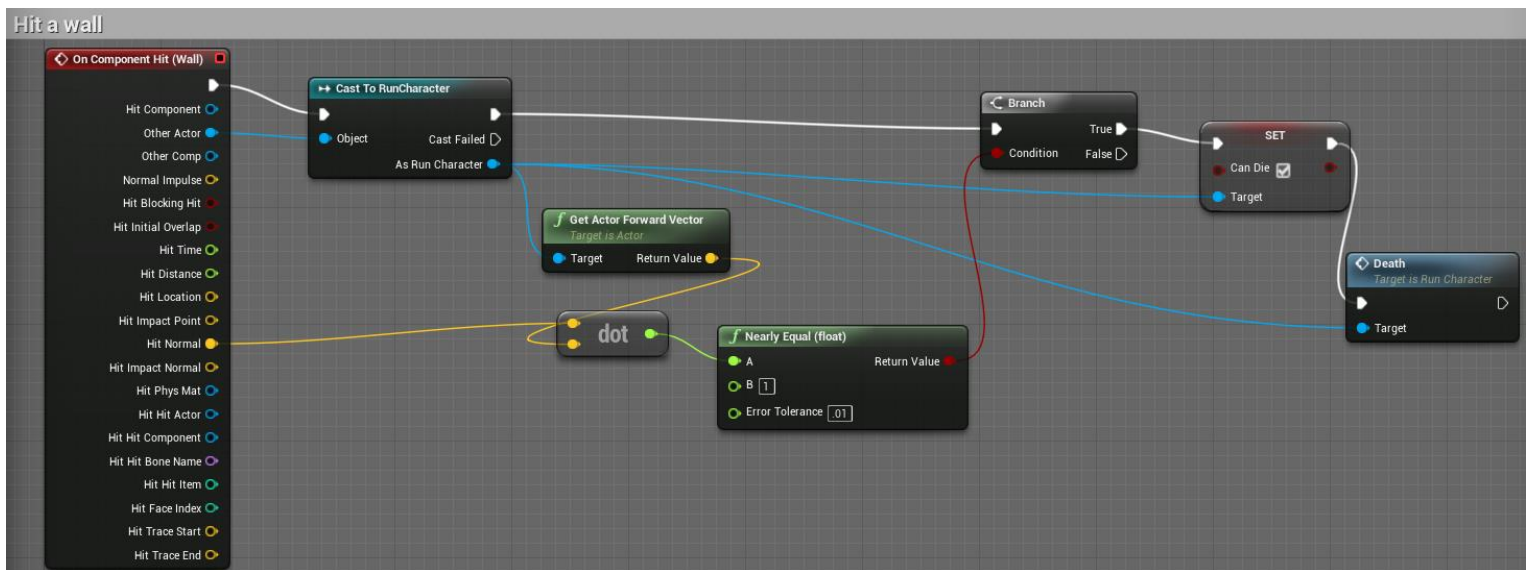 Hit a wall
On Component Hit (Wall)
Hit Component
Other Actor
Other Comp
Normal Impulse
Hit Blocking Hit
Hit Initial Overlap
Hit Time
Hit Distance
Hit Location
Hit Impact Point
Hit Normal
Hit Impact Normal
Hit Phys Mat
Hit Hit Actor
Hit Hit Component
Hit Hit Bone Name
Hit Hit Item
Hit Face Index
Hit Trace Start
Hit Trace End
Cast To RunCharacter
Object
Cast Failed
As Run Character
f Get Actor Forward Vector
Target is Actor
Target Return Value
dot
f Nearly Equal (float)
A Return Value
B 1
Error Tolerance .01
Branch
True
Condition False
SET
Can Die
Target
Death
Target is Run Character
Target